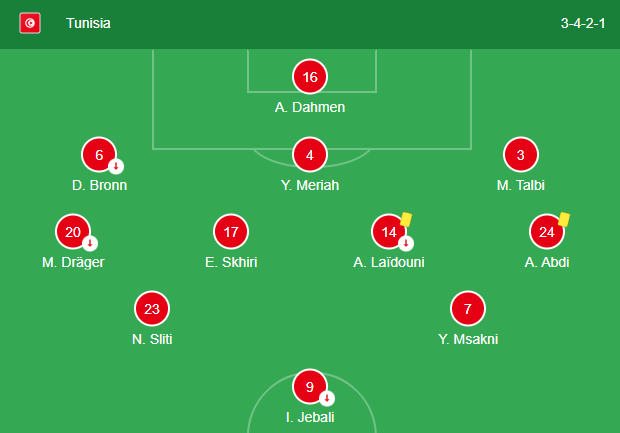 Tunisia 3-4-2-1
16
A. Dahmen
6 4 3
D. Bronn Y. Meriah M. Talbi
20 17 14 24
M. Dräger E. Skhiri A. Laïdouni A. Abdi
23 7
N. Sliti Y. Msakni
9
I. Jebali